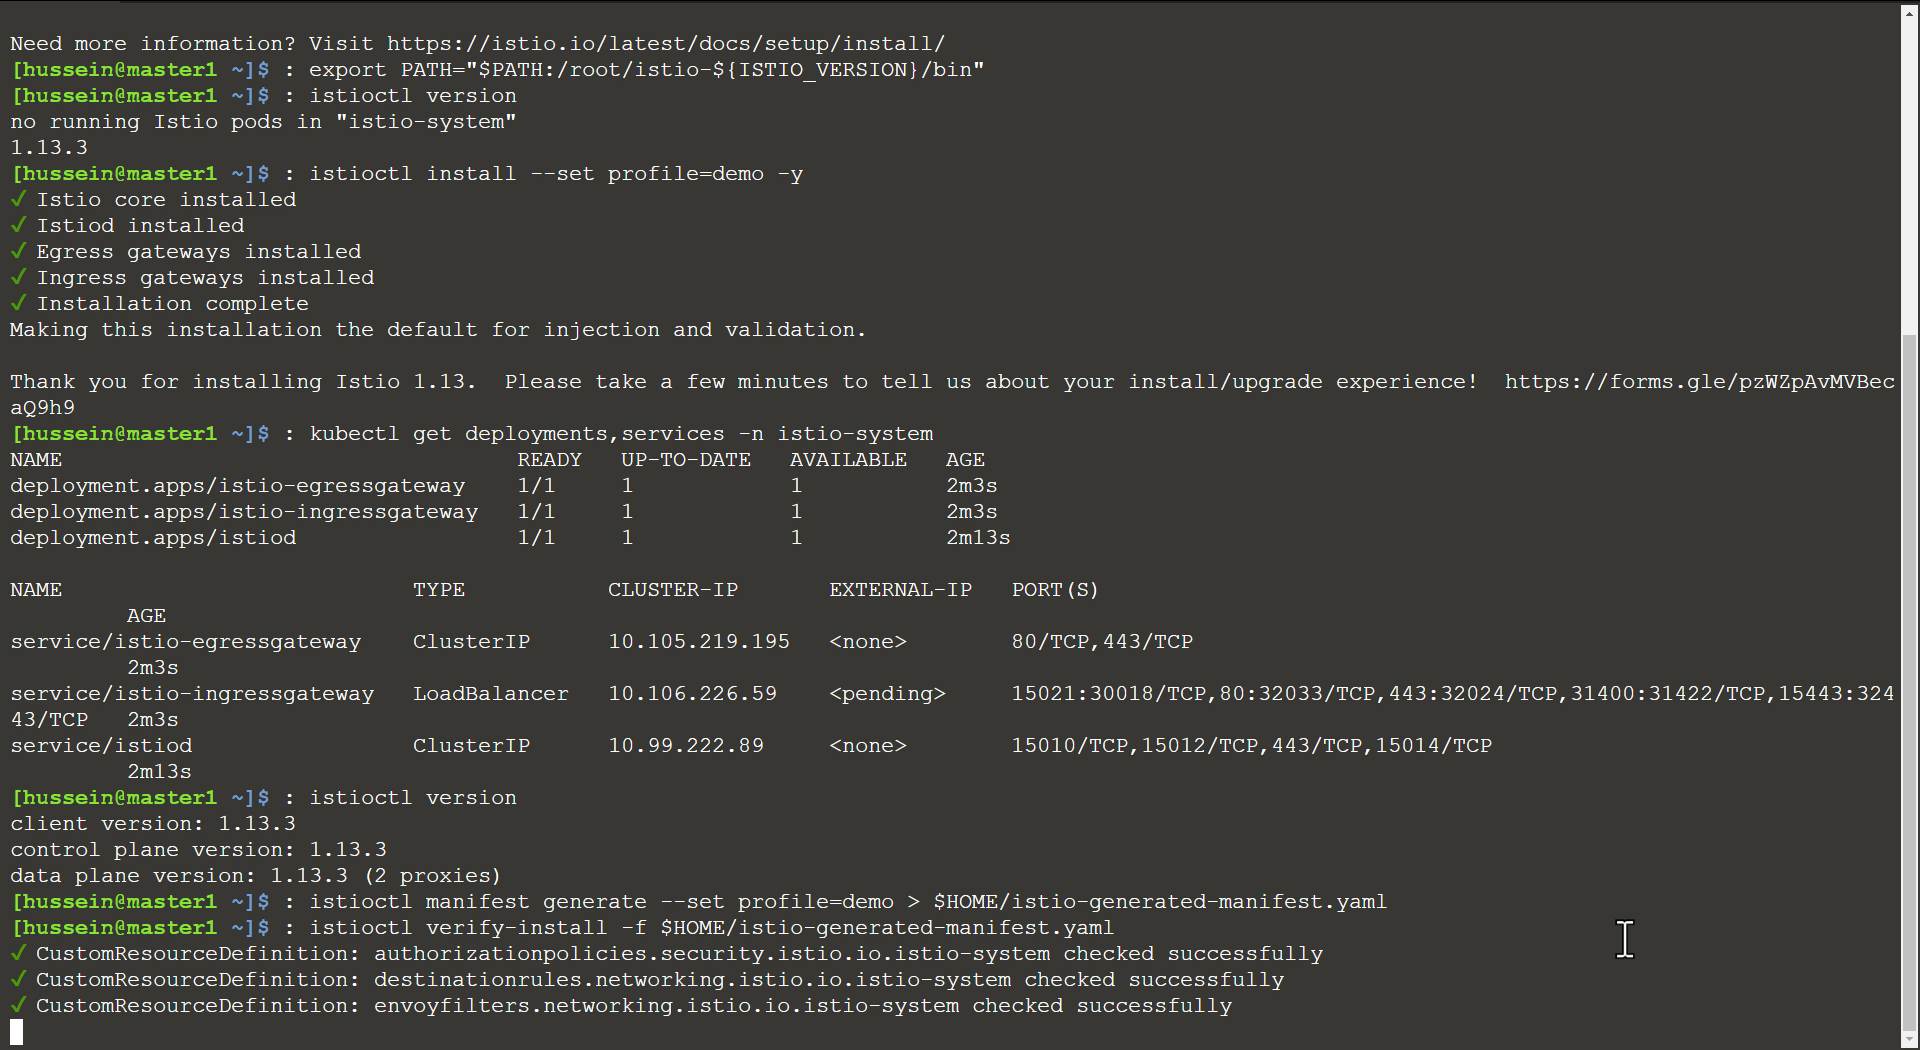 Need more information? Visit https://istio.io/latest/docs/setup/install/
[hussein@master1 ~]$ : export PATH="$PATH:/root/istio-${ISTIO_VERSION}/bin"
[hussein@master1 ~]$ : istioctl version
no running Istio pods in "istio-system"
1.13.3
[hussein@master1 ~]$ : istioctl install --set profile=demo -y
✔ Istio core installed
✔ Istiod installed
✔ Egress gateways installed
✔ Ingress gateways installed
✔ Installation complete
Making this installation the default for injection and validation.
Thank you for installing Istio 1.13.  Please take a few minutes to tell us about your install/upgrade experience!  https://forms.gle/pzWZpAvMVBec
aQ9h9
[hussein@master1 ~]$ : kubectl get deployments,services -n istio-system
NAME                                   READY   UP-TO-DATE   AVAILABLE   AGE
deployment.apps/istio-egressgateway    1/1     1            1           2m3s
deployment.apps/istio-ingressgateway   1/1     1            1           2m3s
deployment.apps/istiod                 1/1     1            1           2m13s
NAME                           TYPE           CLUSTER-IP       EXTERNAL-IP   PORT(S)
         AGE
service/istio-egressgateway    ClusterIP      10.105.219.195   <none>        80/TCP,443/TCP
         2m3s
service/istio-ingressgateway   LoadBalancer   10.106.226.59    <pending>     15021:30018/TCP,80:32033/TCP,443:32024/TCP,31400:31422/TCP,15443:324
43/TCP   2m3s
service/istiod                 ClusterIP      10.99.222.89     <none>        15010/TCP,15012/TCP,443/TCP,15014/TCP
         2m13s
[hussein@master1 ~]$ : istioctl version
client version: 1.13.3
control plane version: 1.13.3
data plane version: 1.13.3 (2 proxies)
[hussein@master1 ~]$ : istioctl manifest generate --set profile=demo > $HOME/istio-generated-manifest.yaml
[hussein@master1 ~]$ : istioctl verify-install -f $HOME/istio-generated-manifest.yaml
✔ CustomResourceDefinition: authorizationpolicies.security.istio.io.istio-system checked successfully
✔ CustomResourceDefinition: destinationrules.networking.istio.io.istio-system checked successfully
✔ CustomResourceDefinition: envoyfilters.networking.istio.io.istio-system checked successfully